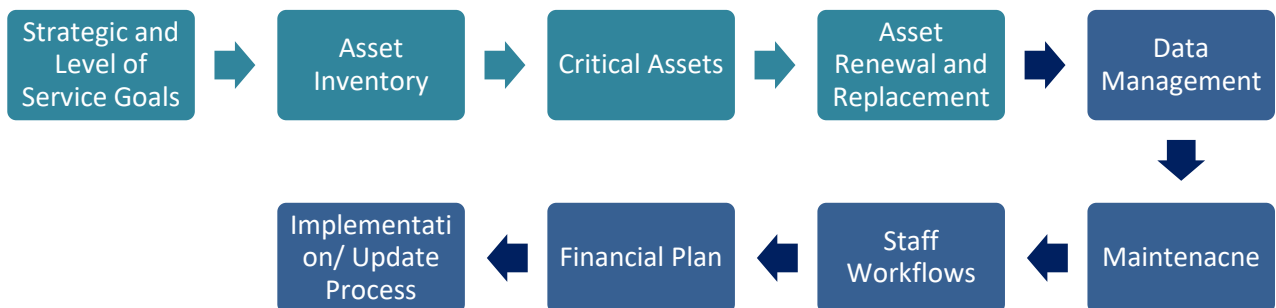 Strategic and
Level of
Service Goals
Asset
Inventory
Critical Assets
Asset
Renewal and
Replacement
Data
Management
Maintenacne
Staff
Workflows
Financial Plan
Implementati
on/ Update
Process